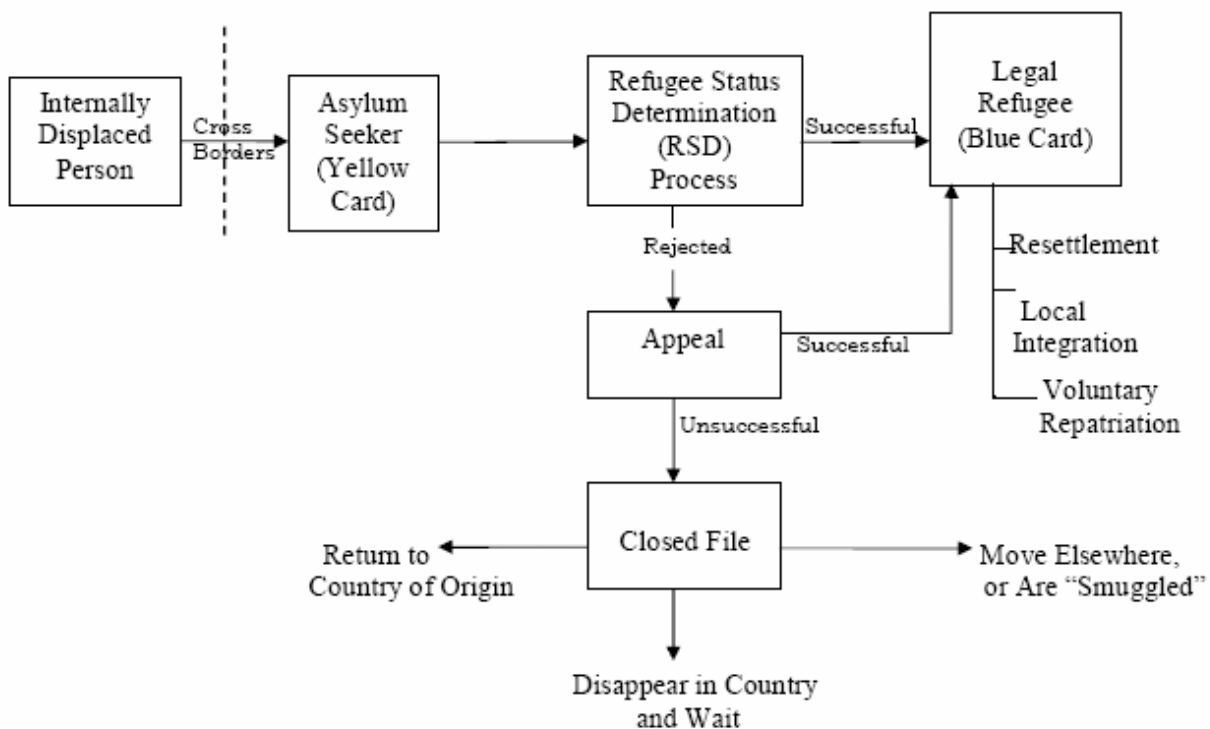 Internally
Displaced
Person
Cross
Borders
Asylum
Seeker
(Yellow
Card)
Refugee Status
Determination
(RSD)
Process
Successful
Legal
Refugee
(Blue Card)
Resettlement
Local
Integration
Voluntary
Repatriation
Rejected
Appeal
Successful
Unsuccessful
Closed File
Return to
Country of Origin
Move Elsewhere,
or Are “Smuggled”
Disappear in Country
and Wait